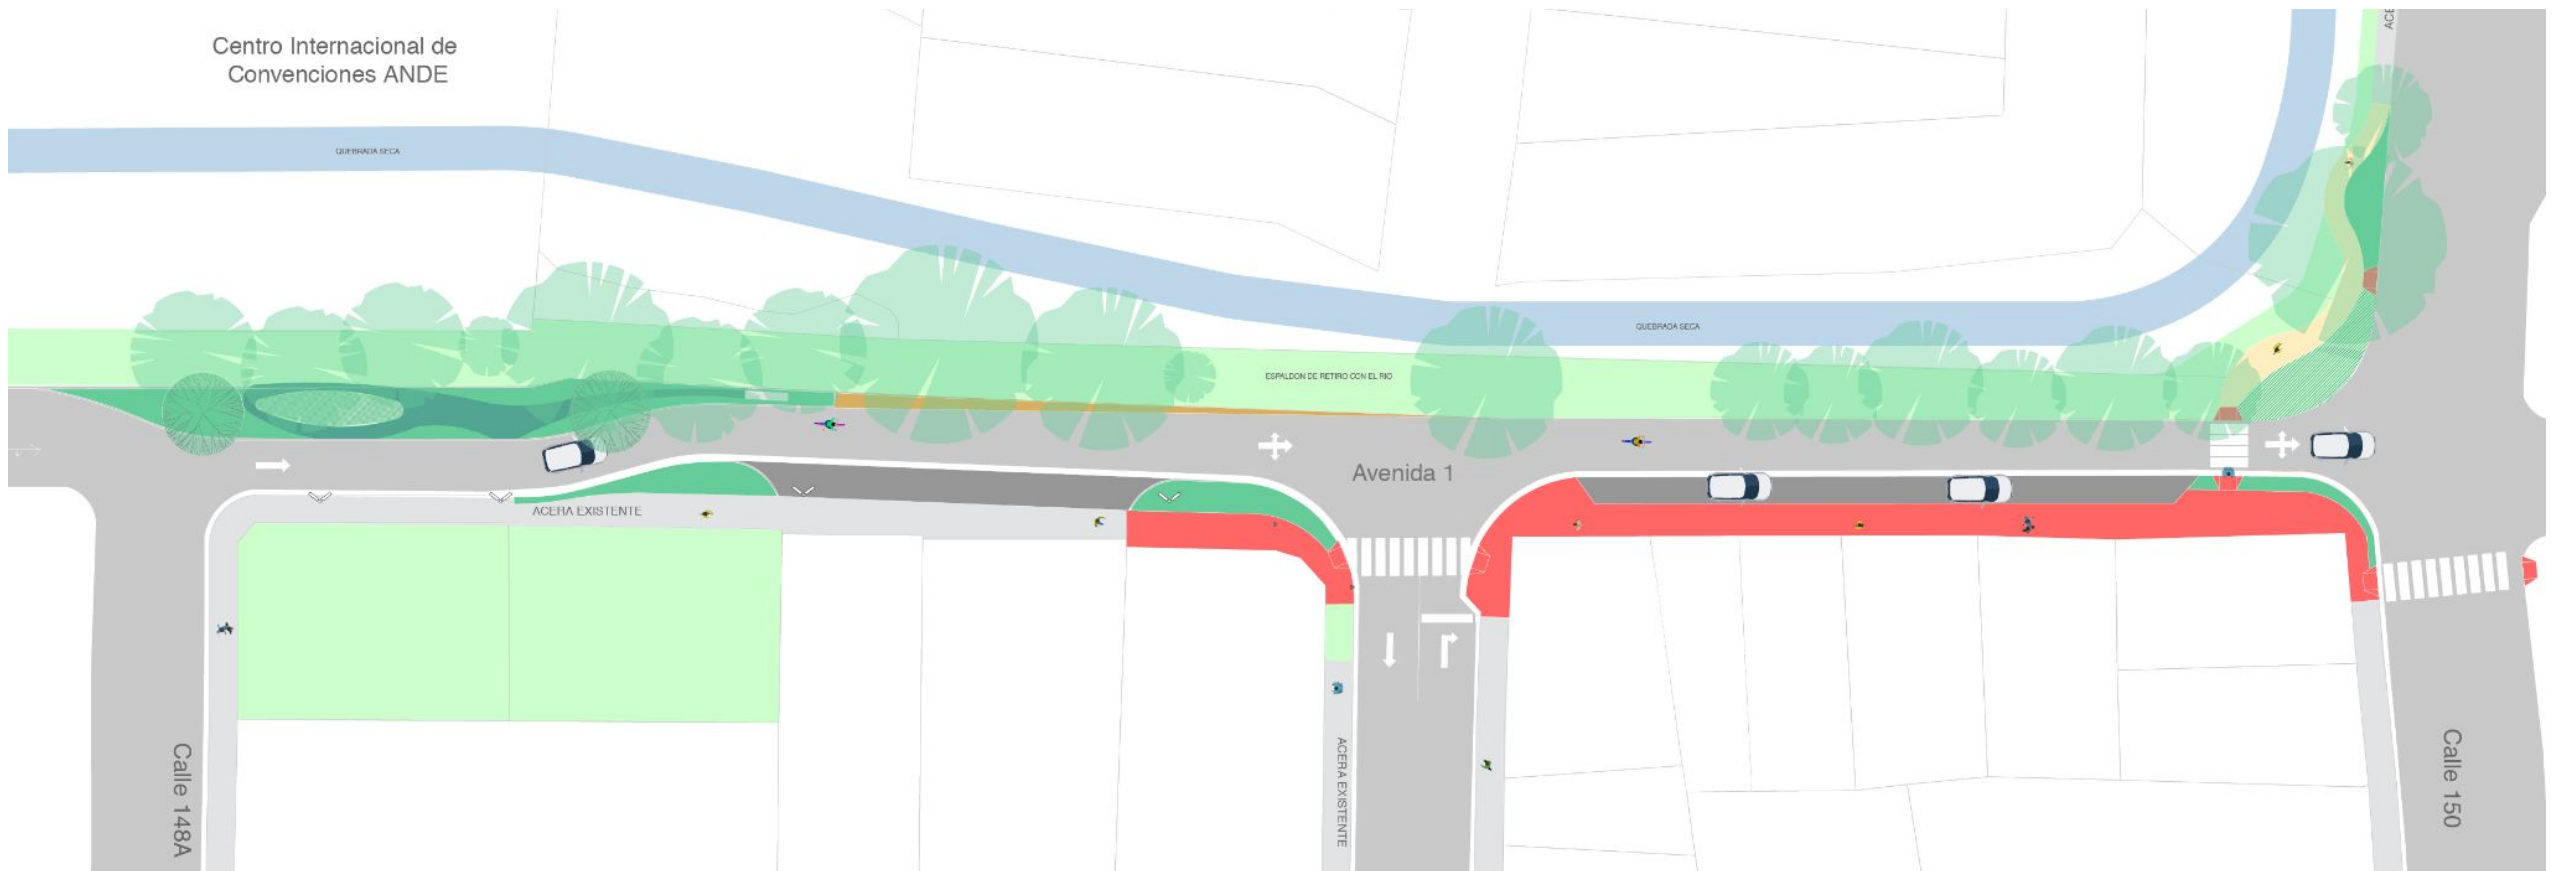 Centro Internacional de
Convenciones ANDE
ACE
QUEBRADA SECA
QUEBRADA SECA
ESPALDON DE RETIRO CON EL RIO
Avenida 1
ACERA EXISTENTE
Calle 148A
ACERA EXISTENTE
Calle 150